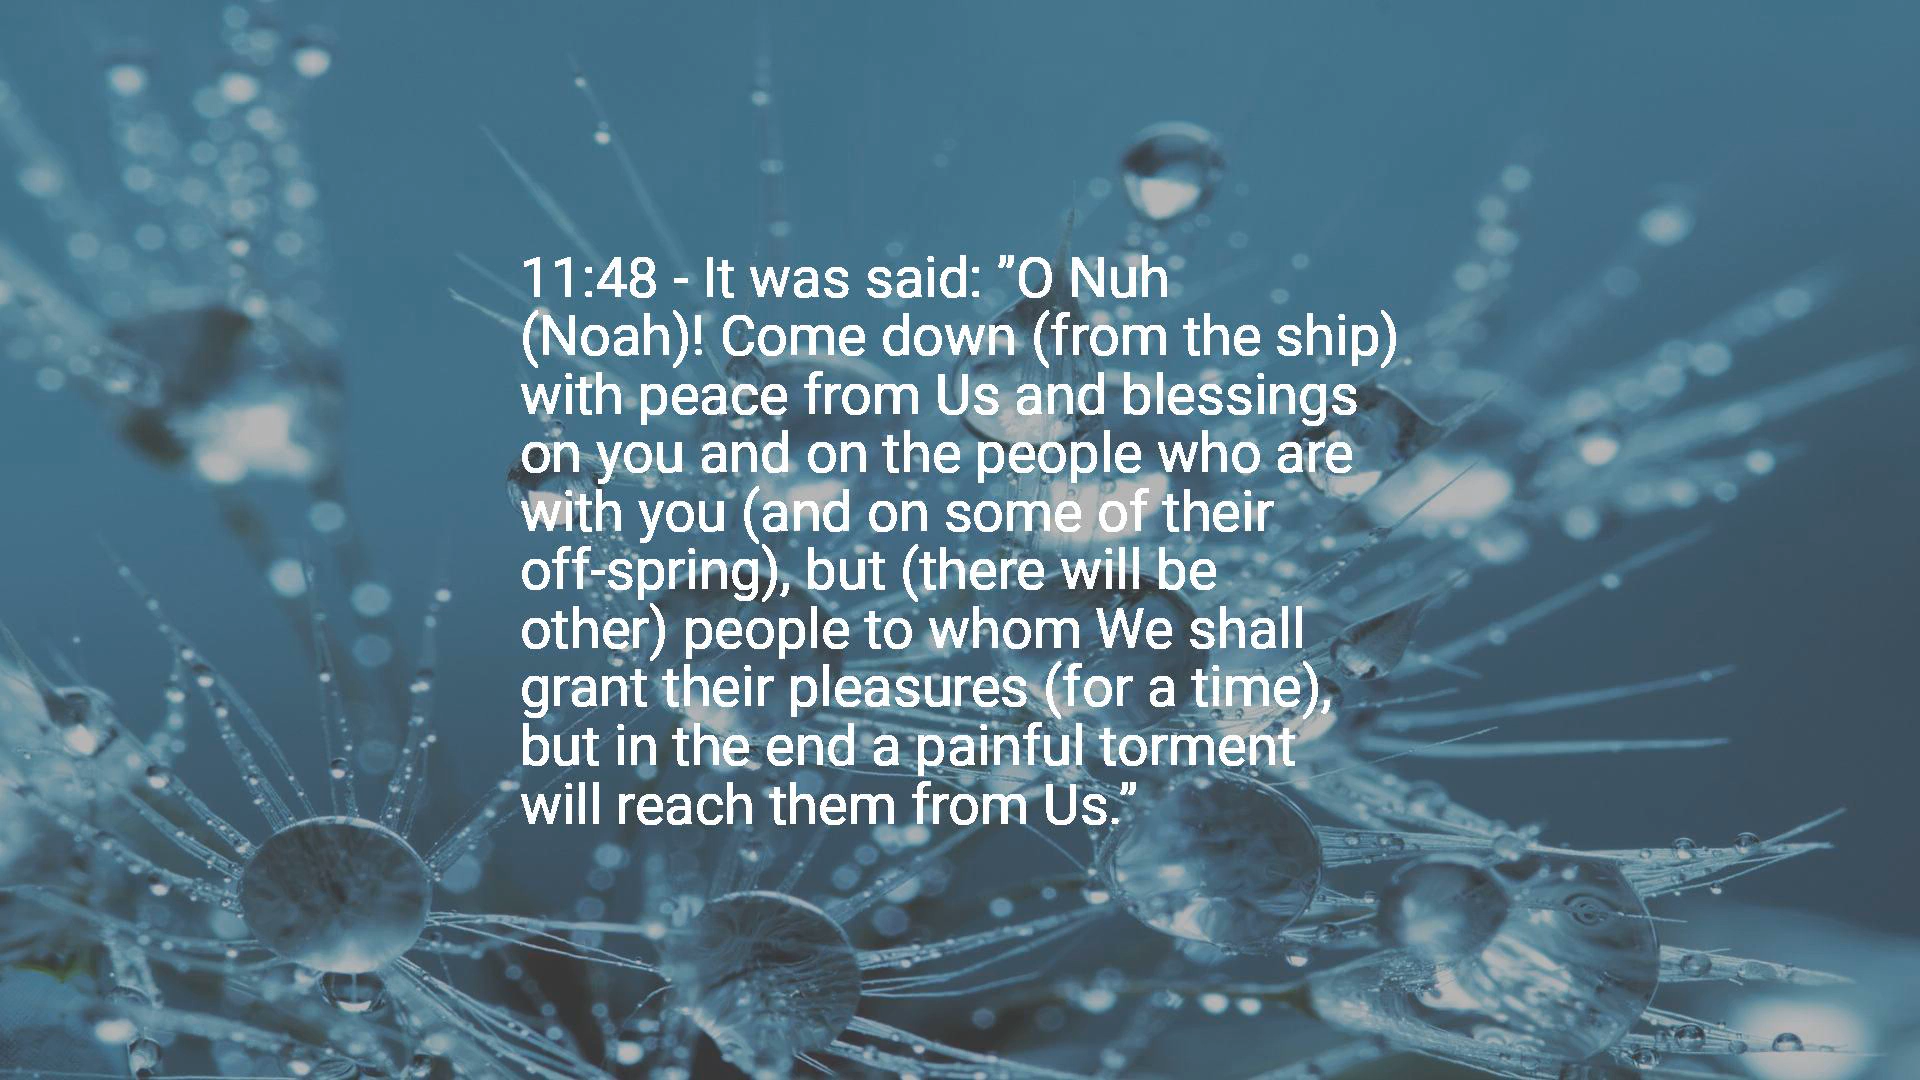 11:48 - It was said: ”O Nuh
(Noah)! Come down (from the ship)
with peace from Us and blessings
on you and on the people who are
with you (and on some of their
off-spring), but (there will be
other) people to whom We shall
grant their pleasures (for a time),
but in the end a painful torment
will reach them from Us.”